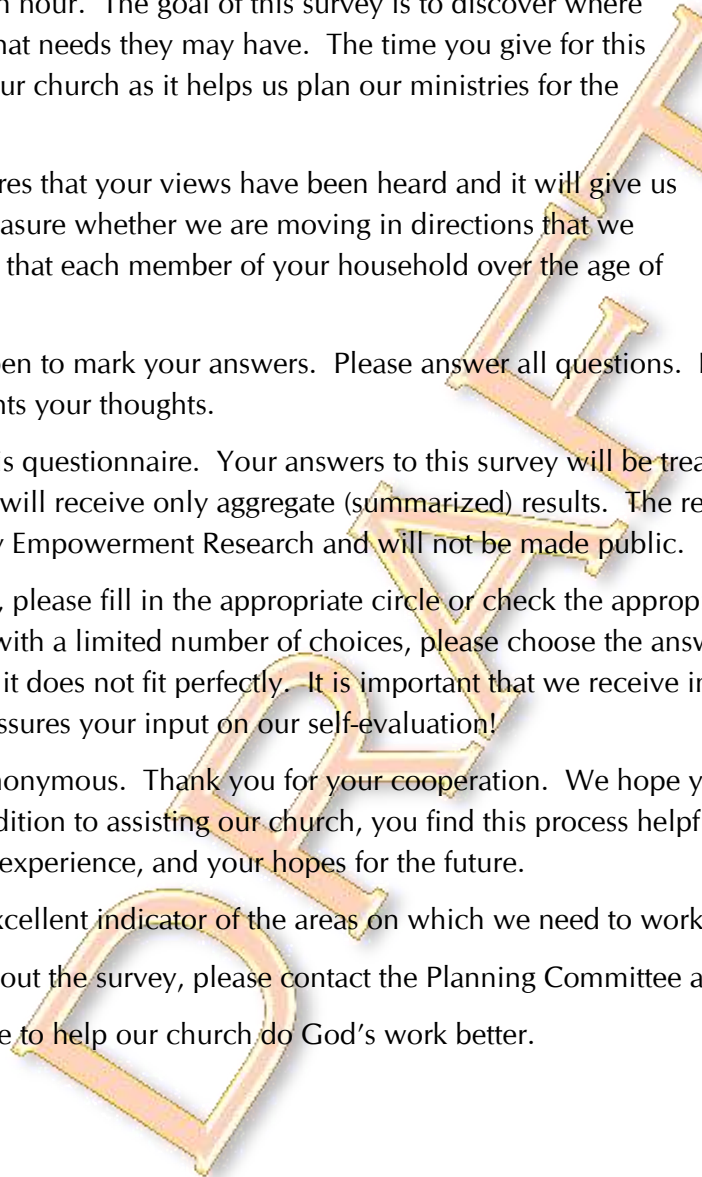 n hour.  The goal of this survey is to discover where
hat needs they may have.  The time you give for this
ur church as it helps us plan our ministries for the
res that your views have been heard and it will give us
easure whether we are moving in directions that we
that each member of your household over the age of
pen to mark your answers.  Please answer all questions.
nts your thoughts.
is questionnaire.  Your answers to this survey will be trea
will receive only aggregate (summarized) results.  The re
y Empowerment Research and will not be made public.
, please fill in the appropriate circle or check the approp
with a limited number of choices, please choose the answ
it does not fit perfectly.  It is important that we receive in
ssures your input on our self-evaluation!
nonymous.  Thank you for your cooperation.  We hope y
dition to assisting our church, you find this process helpf
experience, and your hopes for the future.
xcellent indicator of the areas on which we need to work
out the survey, please contact the Planning Committee a
e to help our church do God's work better.
DRAFT